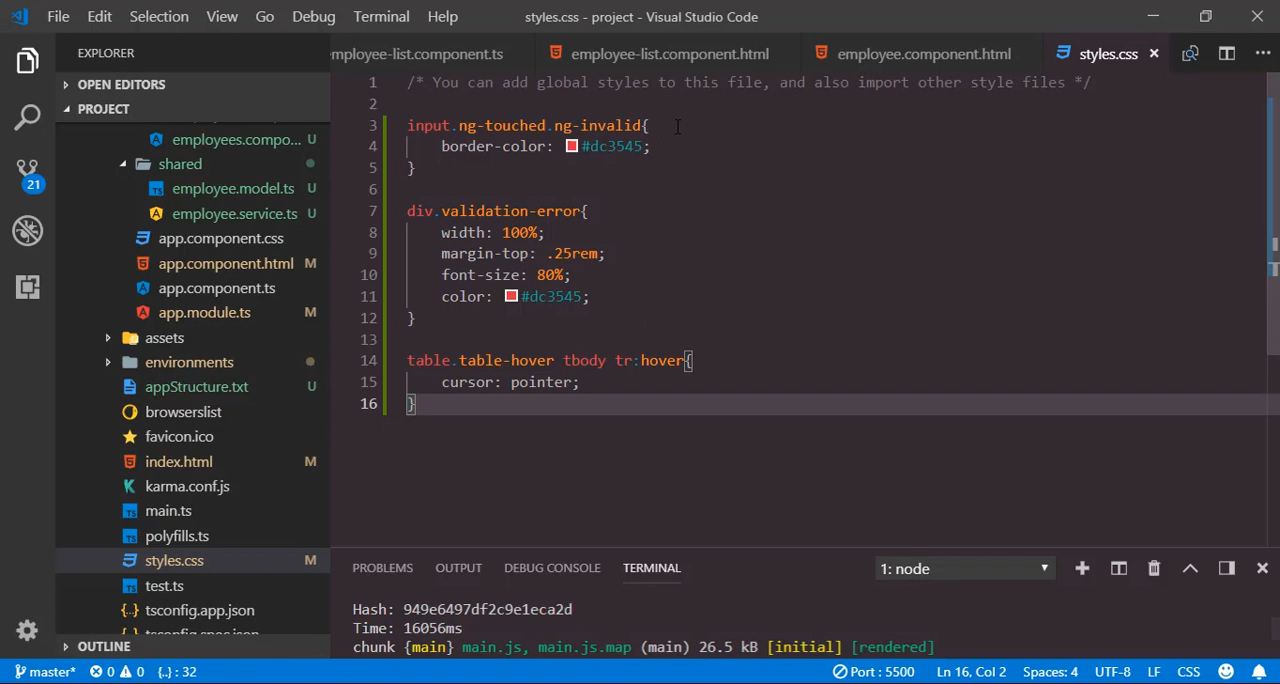 File Edit Selection View Go Debug Terminal Help styles.css - project - Visual Studio Code
EXPLORER
employee-list.component.ts employee-list.component.html employee.component.html styles.css
OPEN EDITORS
PROJECT
employees.compo... U
shared
employee.model.ts U
employee.service.ts U
app.component.css
app.component.html M
app.component.ts
app.module.ts M
assets
environments
appStructure.txt U
browserslist
favicon.ico
index.html M
karma.conf.js
main.ts
polyfills.ts
styles.css M
test.ts
tsconfig.app.json
tsconfig.spec.json
OUTLINE
21
1 /* You can add global styles to this file, and also import other style files */
2
3 input.ng-touched.ng-invalid{
4 border-color: #dc3545;
5 }
6
7 div.validation-error{
8 width: 100%;
9 margin-top: .25rem;
10 font-size: 80%;
11 color: #dc3545;
12 }
13
14 table.table-hover tbody tr:hover{
15 cursor: pointer;
16 }
PROBLEMS OUTPUT DEBUG CONSOLE TERMINAL 1: node
Hash: 949e6497df2c9e1eca2d
Time: 16056ms
chunk {main} main.js, main.js.map (main) 26.5 kB [initial] [rendered]
master* 0 0 {..} : 32 Port : 5500 Ln 16, Col 2 Spaces: 4 UTF-8 LF CSS